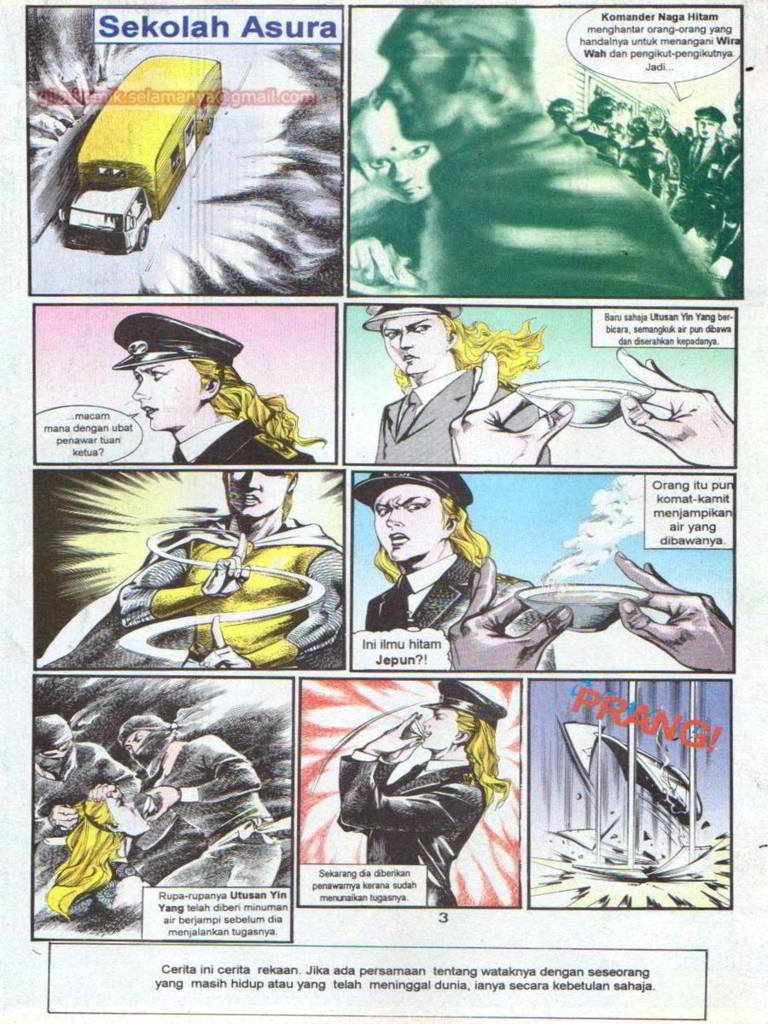 Sekolah Asura
Komander Naga Hitam
menghantar orang-orang yang
handalnya untuk menangani Wira
Wah dan pengikut-pengikutnya.
Jadi...
...macam
mana dengan ubat
penawar tuan
ketua?
Baru sahaja Utusan Yin Yang ber-
bicara, semangkuk air pun dibawa
dan diserahkan kepadanya.
Orang itu pun
komat-kamit
menjampikan
air yang
dibawanya.
Ini ilmu hitam
Jepun?!
Rupa-rupanya Utusan Yin
Yang telah diberi minuman
air berjampi sebelum dia
menjalankan tugasnya.
Sekarang dia diberikan
penawarnya kerana sudah
menunaikan tugasnya.
PRANG!
3
Cerita ini cerita rekaan. Jika ada persamaan tentang wataknya dengan seseorang
yang masih hidup atau yang telah meninggal dunia, ianya secara kebetulan sahaja.